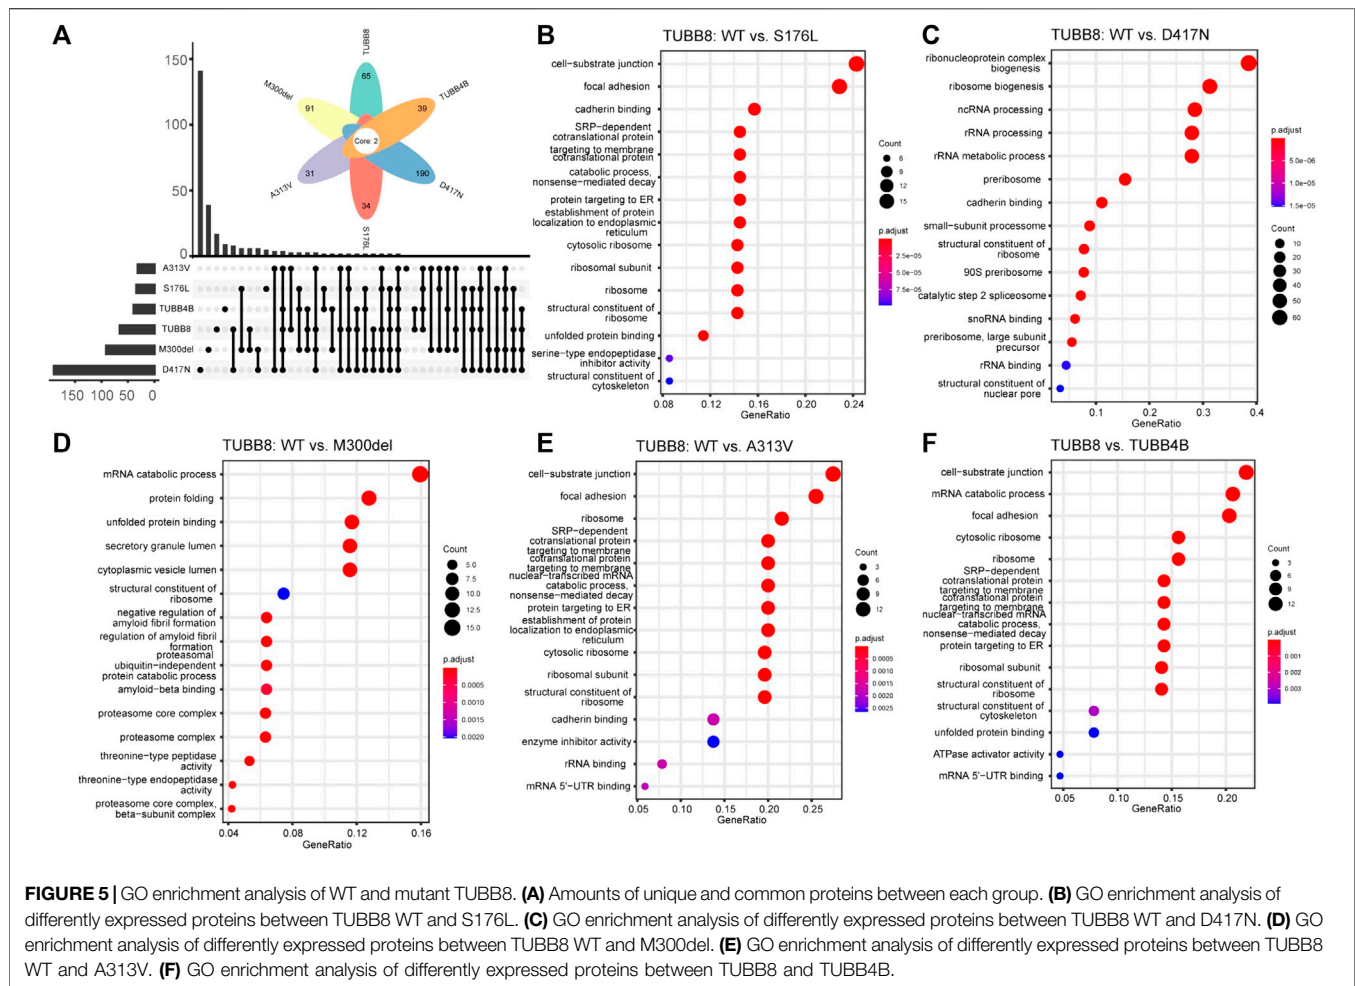 A
150
100
50
0
TUBB8
65
M300del
91
TUBB4B
39
Core: 2
A313V
31
190
D417N
34
S176L
A313V
S176L
TUBB4B
TUBB8
M300del
D417N
150 100 50 0
B
TUBB8: WT vs. S176L
cell−substrate junction
focal adhesion
cadherin binding
SRP−dependent
cotranslational protein
targeting to membrane
cotranslational protein
catabolic process,
nonsense−mediated decay
protein targeting to ER
establishment of protein
localization to endoplasmic
reticulum
cytosolic ribosome
ribosomal subunit
ribosome
structural constituent of
ribosome
unfolded protein binding
serine−type endopeptidase
inhibitor activity
structural constituent of
cytoskeleton
0.08 0.12 0.16 0.20 0.24
GeneRatio
Count
6
9
12
15
p.adjust
2.5e−05
7.5e−05
C
TUBB8: WT vs. D417N
ribonucleoprotein complex
biogenesis
ribosome biogenesis
ncRNA processing
rRNA processing
rRNA metabolic process
preribosome
cadherin binding
small−subunit processome
structural constituent of
ribosome
90S preribosome
catalytic step 2 spliceosome
snoRNA binding
preribosome, large subunit
precursor
rRNA binding
structural constituent of
nuclear pore
0.1 0.2 0.3 0.4
GeneRatio
p.adjust
5.0e−06
1.0e−05
1.5e−05
Count
10
20
30
40
50
60
D
TUBB8: WT vs. M300del
mRNA catabolic process
protein folding
unfolded protein binding
secretory granule lumen
cytoplasmic vesicle lumen
structural constituent of
ribosome
negative regulation of
amyloid fibril formation
regulation of amyloid fibril
formation
proteasomal
ubiquitin−independent
protein catabolic process
amyloid−beta binding
proteasome core complex
proteasome complex
threonine−type peptidase
activity
threonine−type endopeptidase
activity
proteasome core complex,
beta−subunit complex
0.04 0.08 0.12 0.16
GeneRatio
Count
5.0
7.5
10.0
12.5
15.0
p.adjust
0.0005
0.0010
0.0015
0.0020
E
TUBB8: WT vs. A313V
cell−substrate junction
focal adhesion
ribosome
SRP−dependent
cotranslational protein
targeting to membrane
cotranslational protein
targeting to membrane
nuclear−transcribed mRNA
catabolic process,
nonsense−mediated decay
protein targeting to ER
establishment of protein
localization to endoplasmic
reticulum
cytosolic ribosome
ribosomal subunit
structural constituent of
ribosome
cadherin binding
enzyme inhibitor activity
rRNA binding
mRNA 5'−UTR binding
0.05 0.10 0.15 0.20 0.25
GeneRatio
Count
3
6
9
12
p.adjust
0.0005
0.0010
0.0015
0.0020
0.0025
F
TUBB8 vs. TUBB4B
cell−substrate junction
mRNA catabolic process
focal adhesion
cytosolic ribosome
ribosome
SRP−dependent
cotranslational protein
targeting to membrane
cotranslational protein
targeting to membrane
nuclear−transcribed mRNA
catabolic process,
nonsense−mediated decay
protein targeting to ER
ribosomal subunit
structural constituent of
ribosome
structural constituent of
cytoskeleton
unfolded protein binding
ATPase activator activity
mRNA 5'−UTR binding
0.05 0.10 0.15 0.20
GeneRatio
Count
3
6
9
12
p.adjust
0.001
0.002
0.003
FIGURE 5 | GO enrichment analysis of WT and mutant TUBB8. (A) Amounts of unique and common proteins between each group. (B) GO enrichment analysis of
differently expressed proteins between TUBB8 WT and S176L. (C) GO enrichment analysis of differently expressed proteins between TUBB8 WT and D417N. (D) GO
enrichment analysis of differently expressed proteins between TUBB8 WT and M300del. (E) GO enrichment analysis of differently expressed proteins between TUBB8
WT and A313V. (F) GO enrichment analysis of differently expressed proteins between TUBB8 and TUBB4B.